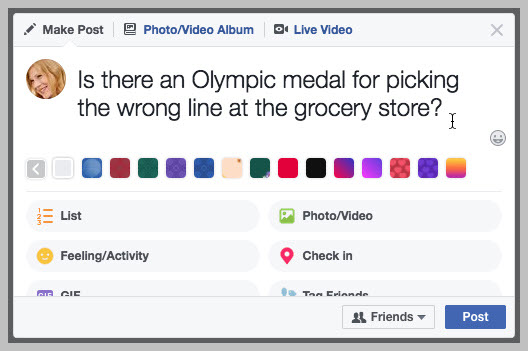 Make Post
Photo/Video Album
Live Video
Is there an Olympic medal for picking
the wrong line at the grocery store?
List
Photo/Video
Feeling/Activity
Check in
GIF
Tag Friends
Friends
Post